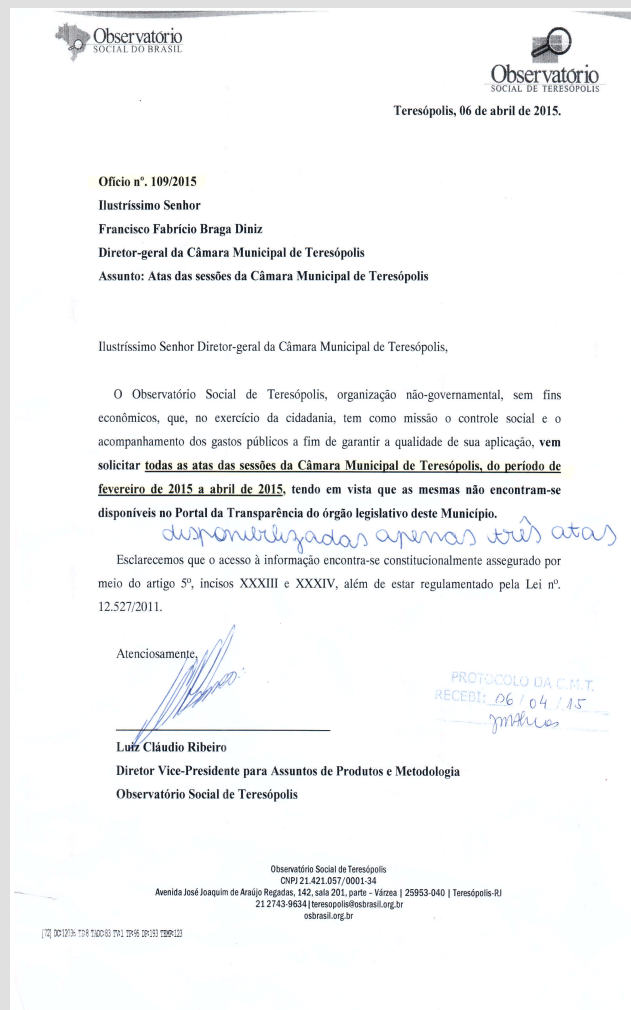 Observatório
SOCIAL DO BRASIL
Observatório
SOCIAL DE TERESÓPOLIS
Teresópolis, 06 de abril de 2015.
Ofício nº. 109/2015
Ilustríssimo Senhor
Francisco Fabrício Braga Diniz
Diretor-geral da Câmara Municipal de Teresópolis
Assunto: Atas das sessões da Câmara Municipal de Teresópolis
Ilustríssimo Senhor Diretor-geral da Câmara Municipal de Teresópolis,
O Observatório Social de Teresópolis, organização não-governamental, sem fins
econômicos, que, no exercício da cidadania, tem como missão o controle social e o
acompanhamento dos gastos públicos a fim de garantir a qualidade de sua aplicação, vem
solicitar todas as atas das sessões da Câmara Municipal de Teresópolis, do período de
fevereiro de 2015 a abril de 2015, tendo em vista que as mesmas não encontram-se
disponíveis no Portal da Transparência do órgão legislativo deste Município.
disponibilizadas apenas três atas
Esclarecemos que o acesso à informação encontra-se constitucionalmente assegurado por
meio do artigo 5º, incisos XXXIII e XXXIV, além de estar regulamentado pela Lei nº.
12.527/2011.
Atenciosamente,
PROTOCOLO DA C.M.T.
RECEBI: 06 / 04 / 15
Luiz Cláudio Ribeiro
Diretor Vice-Presidente para Assuntos de Produtos e Metodologia
Observatório Social de Teresópolis
Observatório Social de Teresópolis
CNPJ 21.421.057/0001-34
Avenida José Joaquim de Araújo Regadas, 142, sala 201, parte – Várzea | 25953-040 | Teresópolis-RJ
21 2743-9634 | teresopolis@osbrasil.org.br
osbrasil.org.br